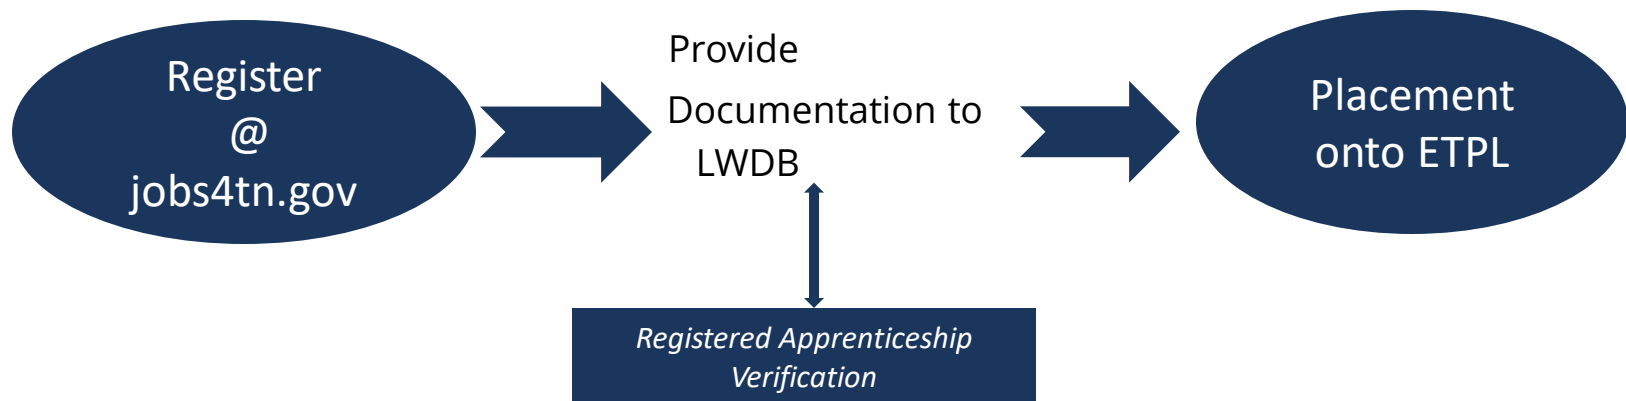 Register
@
jobs4tn.gov
Provide
Documentation to
LWDB
Placement
onto ETPL
Registered Apprenticeship
Verification